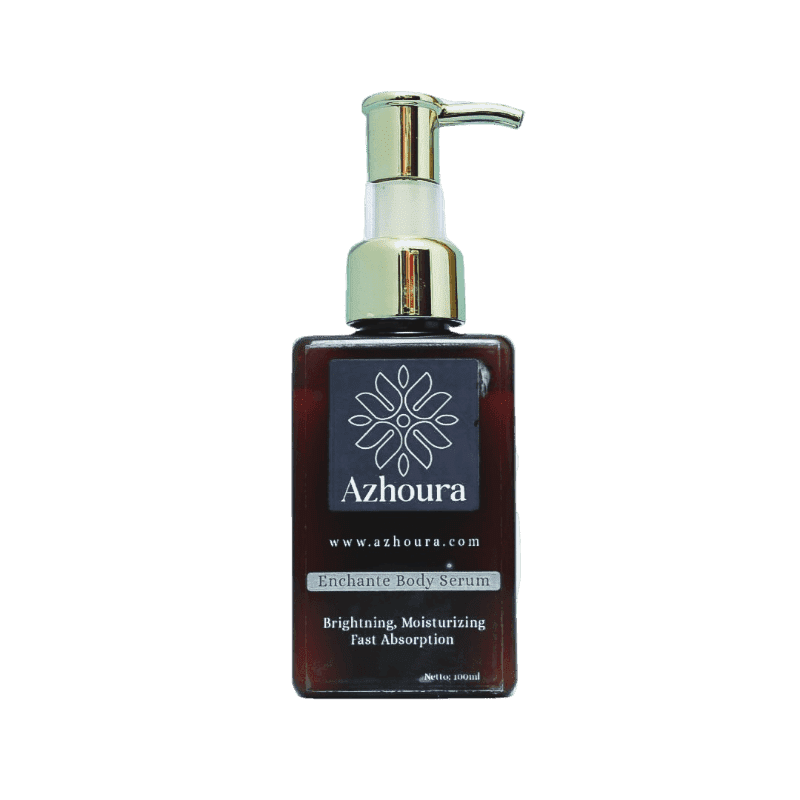 Azhoura
www.azhoura.com
Enchante Body Serum
Brightning, Moisturizing
Fast Absorption
Netto: 100ml